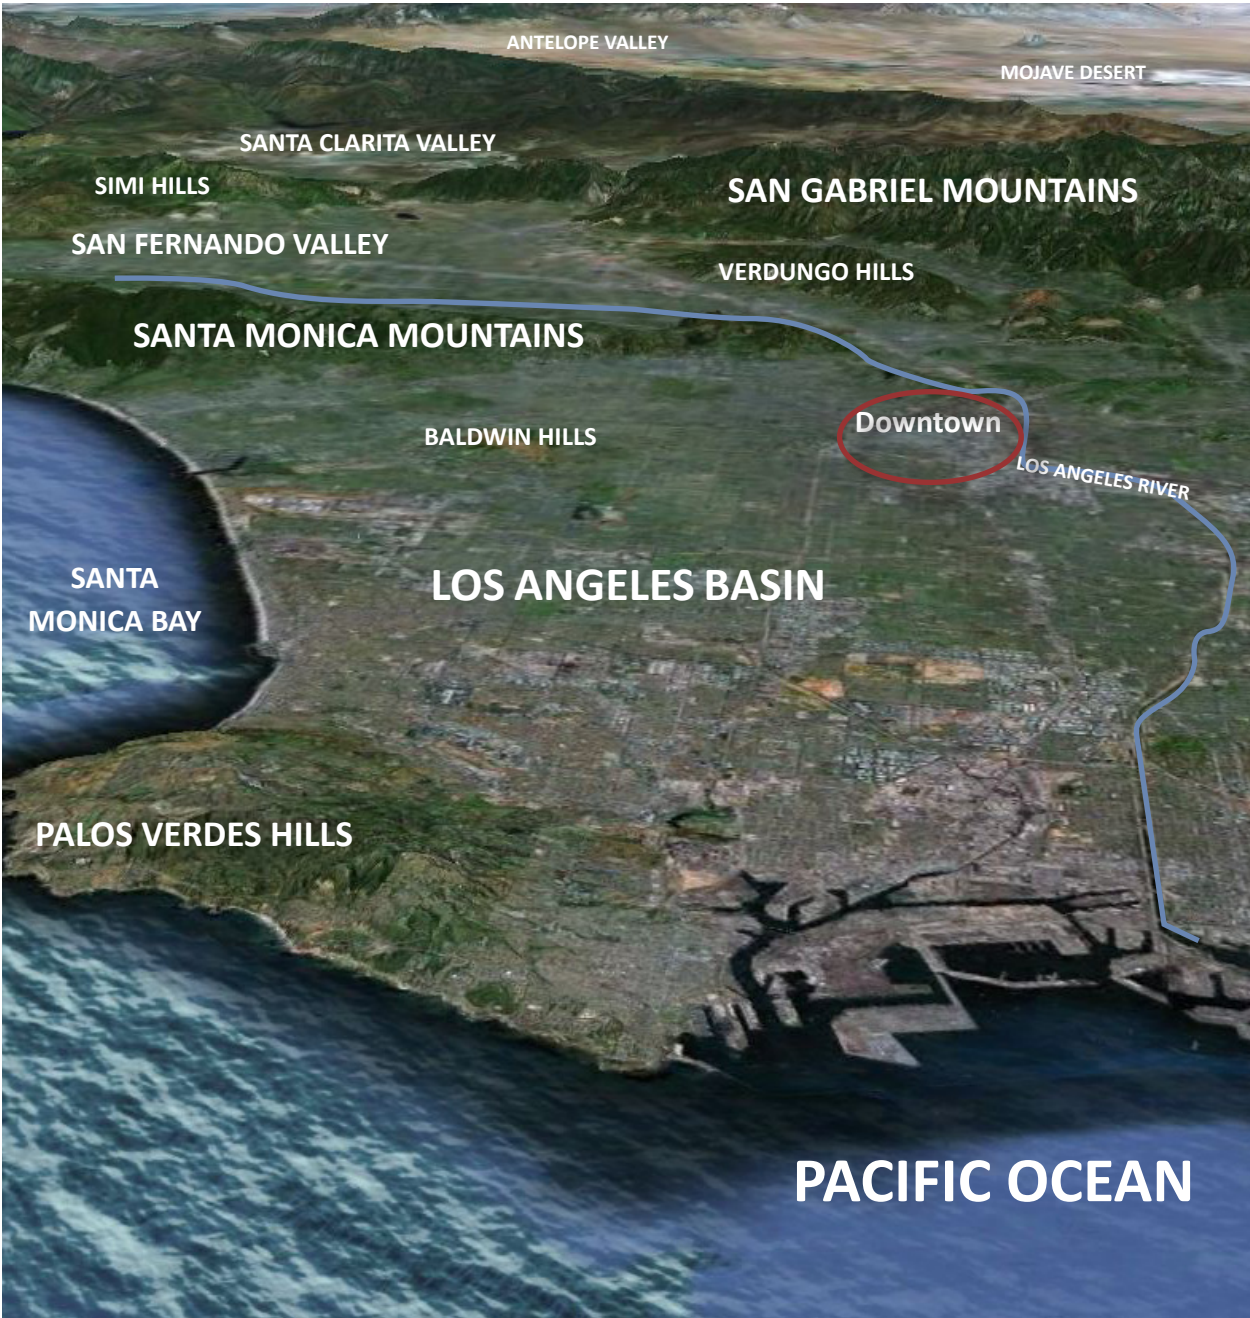 ANTELOPE VALLEY
MOJAVE DESERT
SANTA CLARITA VALLEY
SIMI HILLS
SAN GABRIEL MOUNTAINS
SAN FERNANDO VALLEY
VERDUNGO HILLS
SANTA MONICA MOUNTAINS
Downtown
BALDWIN HILLS
LOS ANGELES RIVER
SANTA
MONICA BAY
LOS ANGELES BASIN
PALOS VERDES HILLS
PACIFIC OCEAN